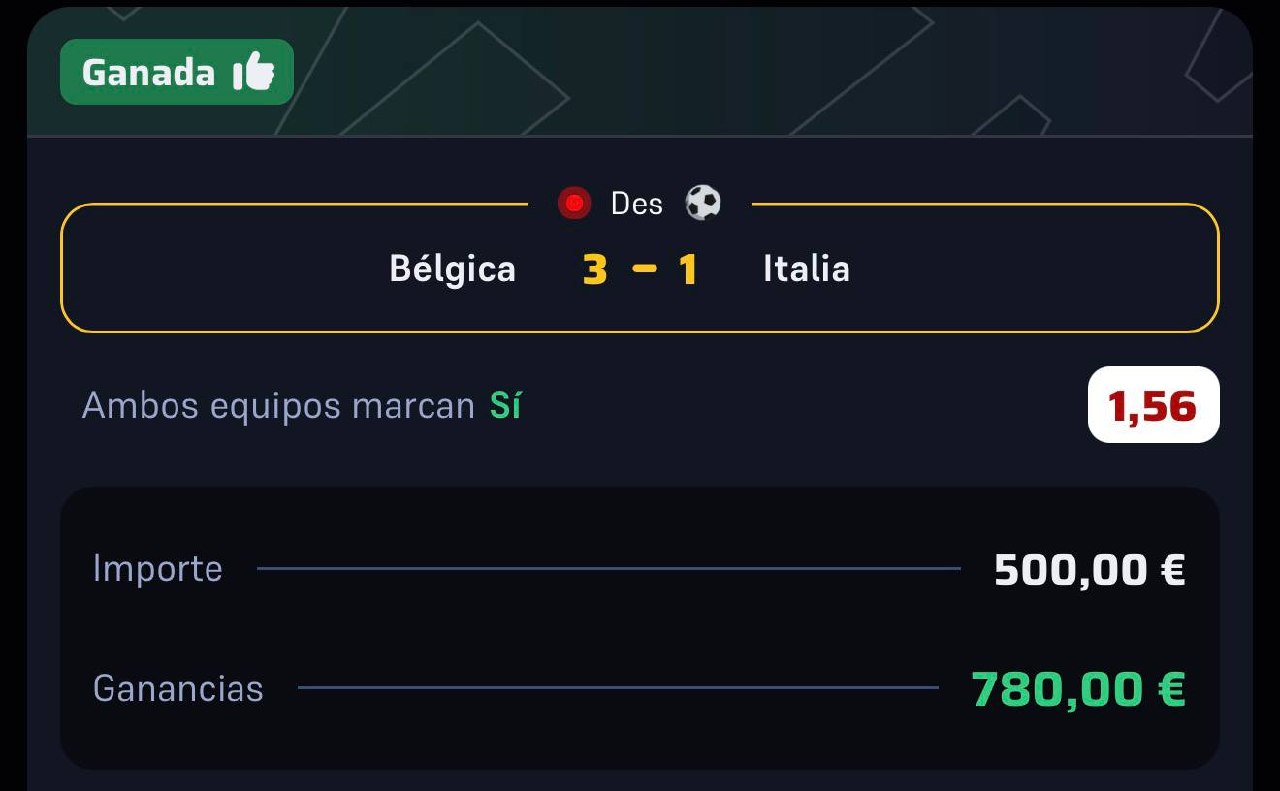 Ganada
Des
Bélgica 3 - 1 Italia
Ambos equipos marcan Sí 1,56
Importe 500,00 €
Ganancias 780,00 €